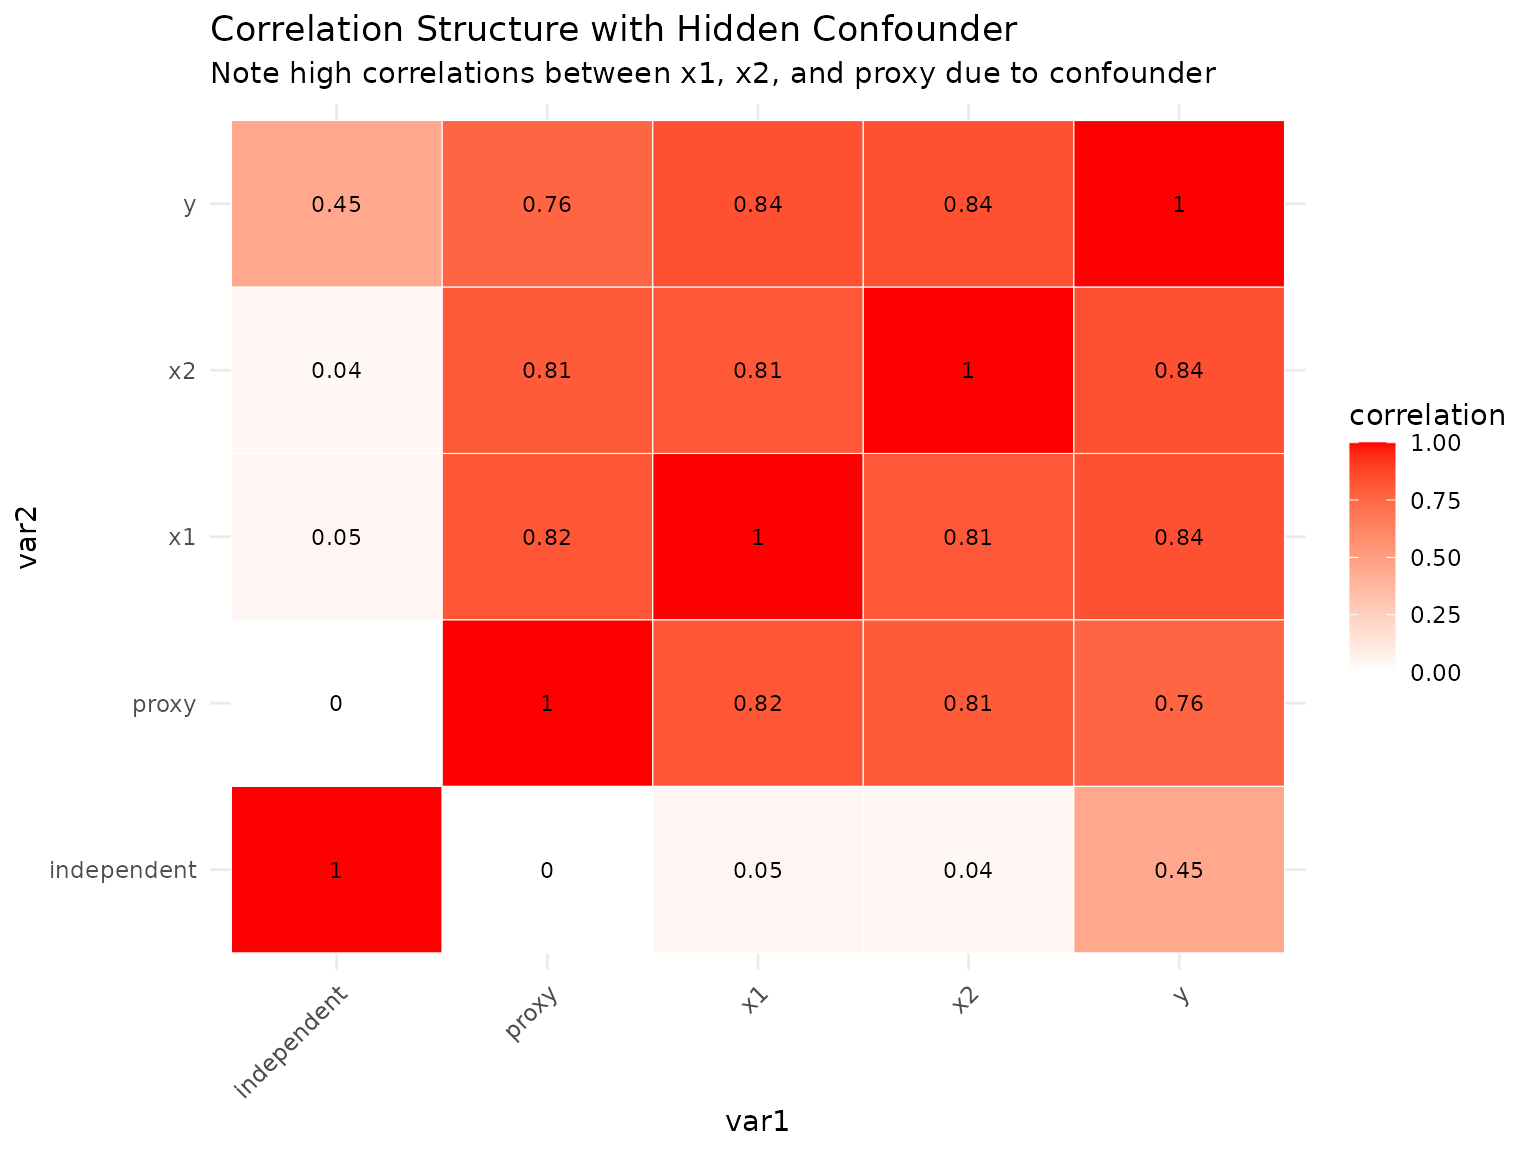 Correlation Structure with Hidden Confounder
Note high correlations between x1, x2, and proxy due to confounder
y 0.45 0.76 0.84 0.84 1
x2 0.04 0.81 0.81 1 0.84
x1 0.05 0.82 1 0.81 0.84
proxy 0 1 0.82 0.81 0.76
independent 1 0 0.05 0.04 0.45
independent proxy x1 x2 y
var1
var2
correlation
1.00
0.75
0.50
0.25
0.00